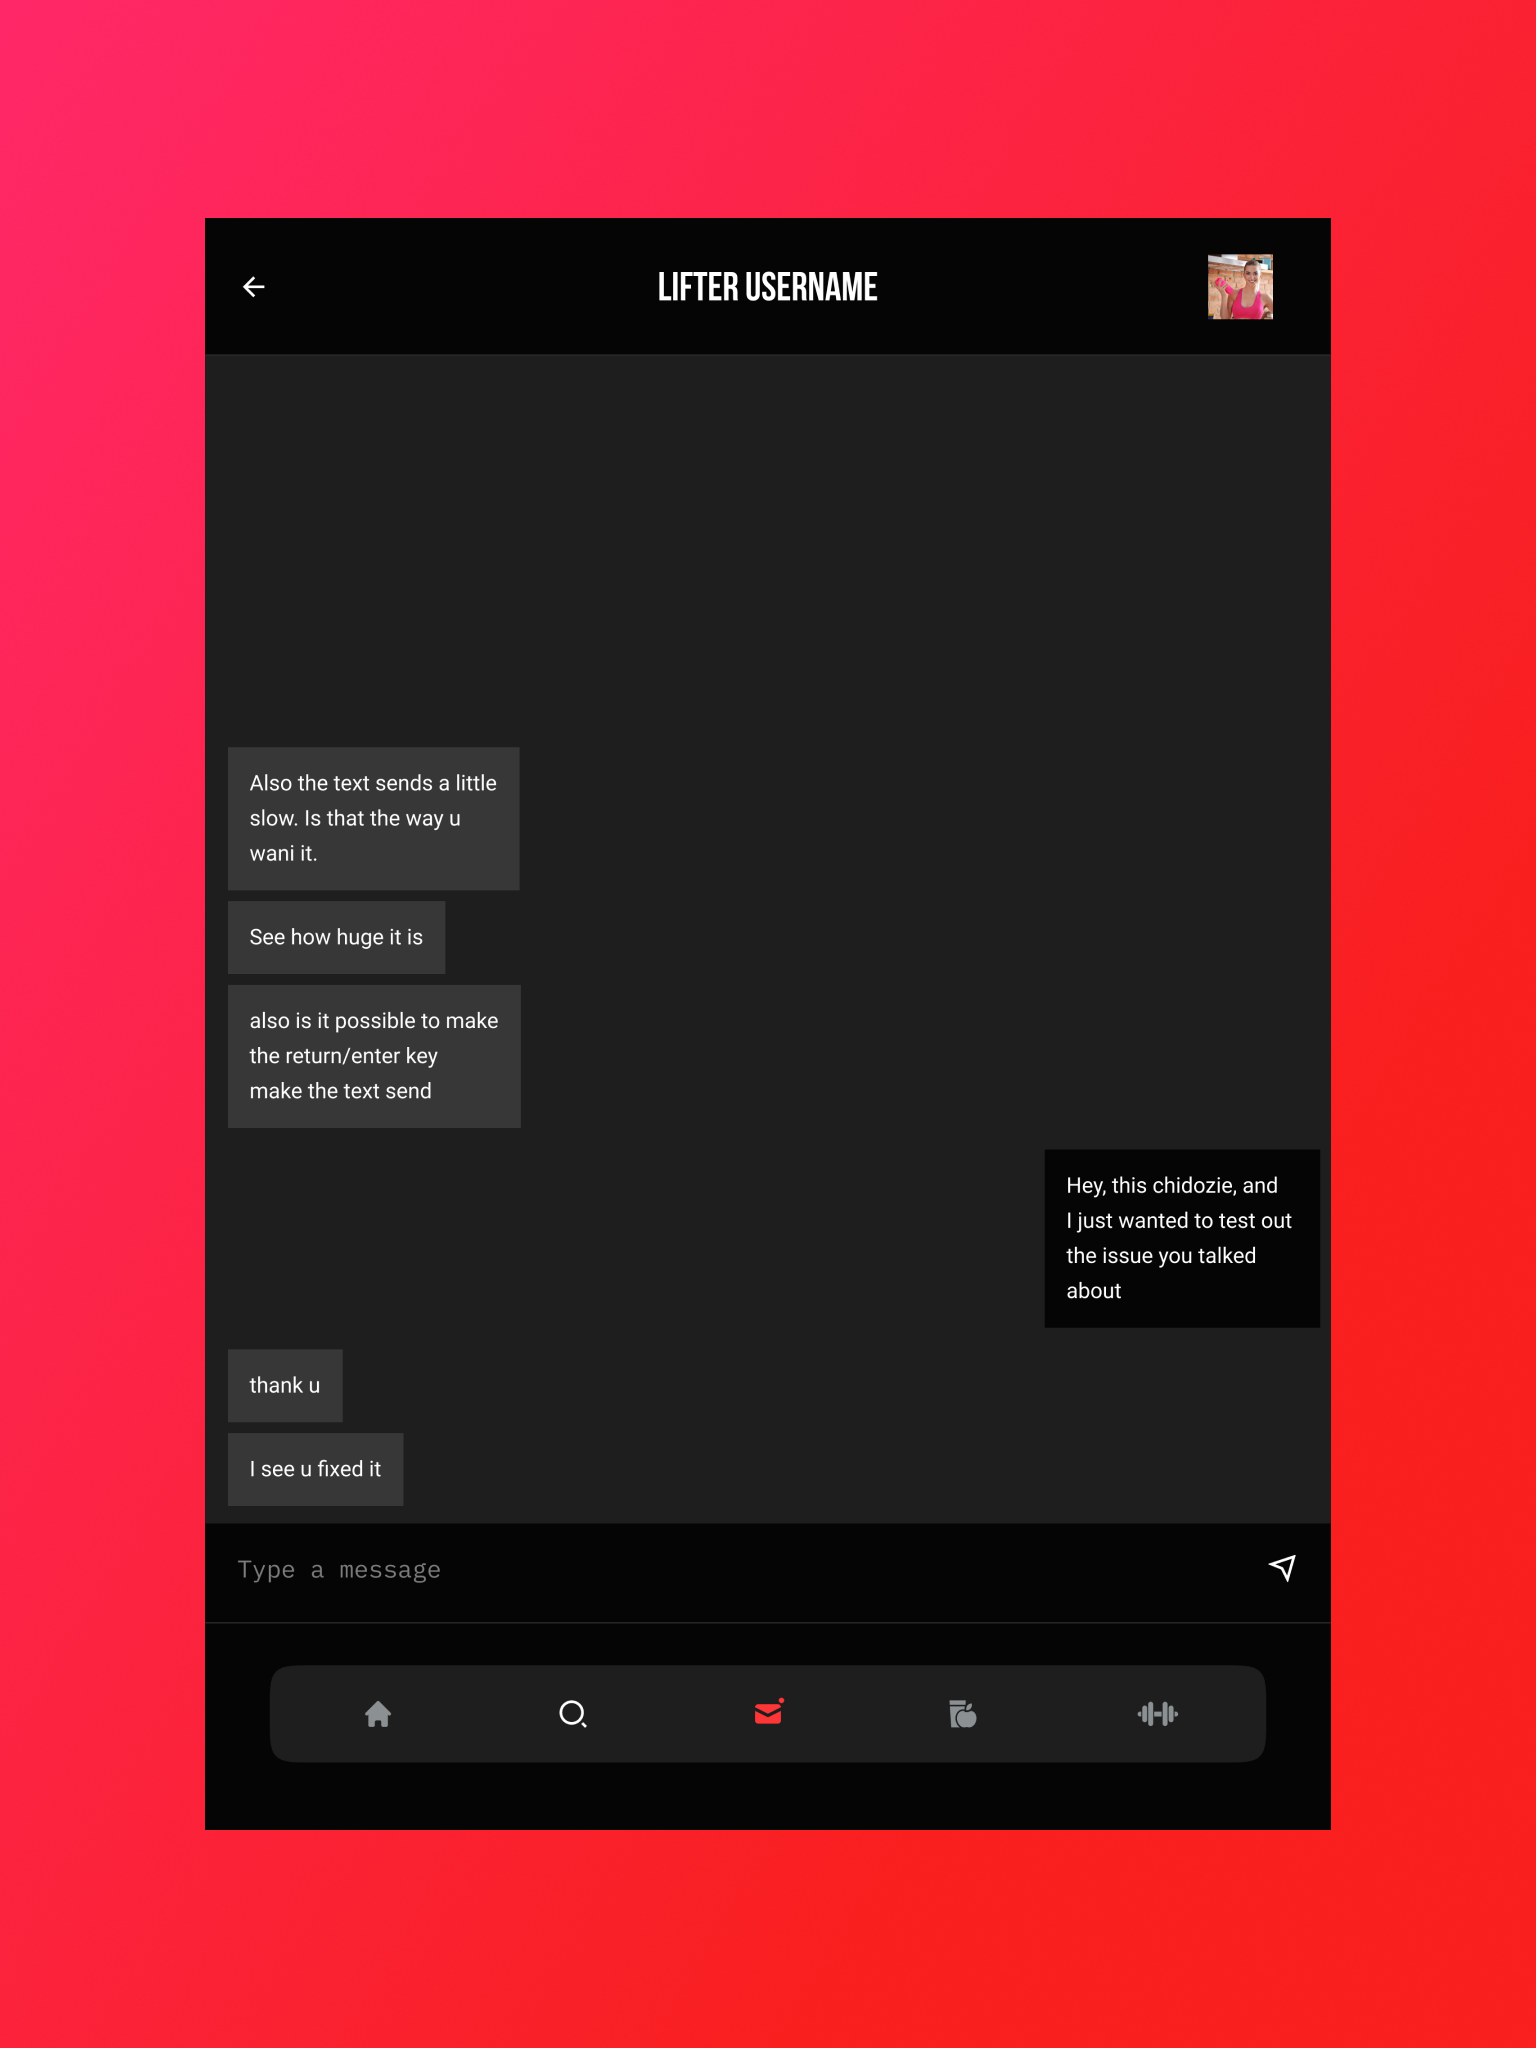 LIFTER USERNAME
Also the text sends a little
slow. Is that the way u
wani it.
See how huge it is
also is it possible to make
the return/enter key
make the text send
Hey, this chidozie, and
I just wanted to test out
the issue you talked
about
thank u
I see u fixed it
Type a message